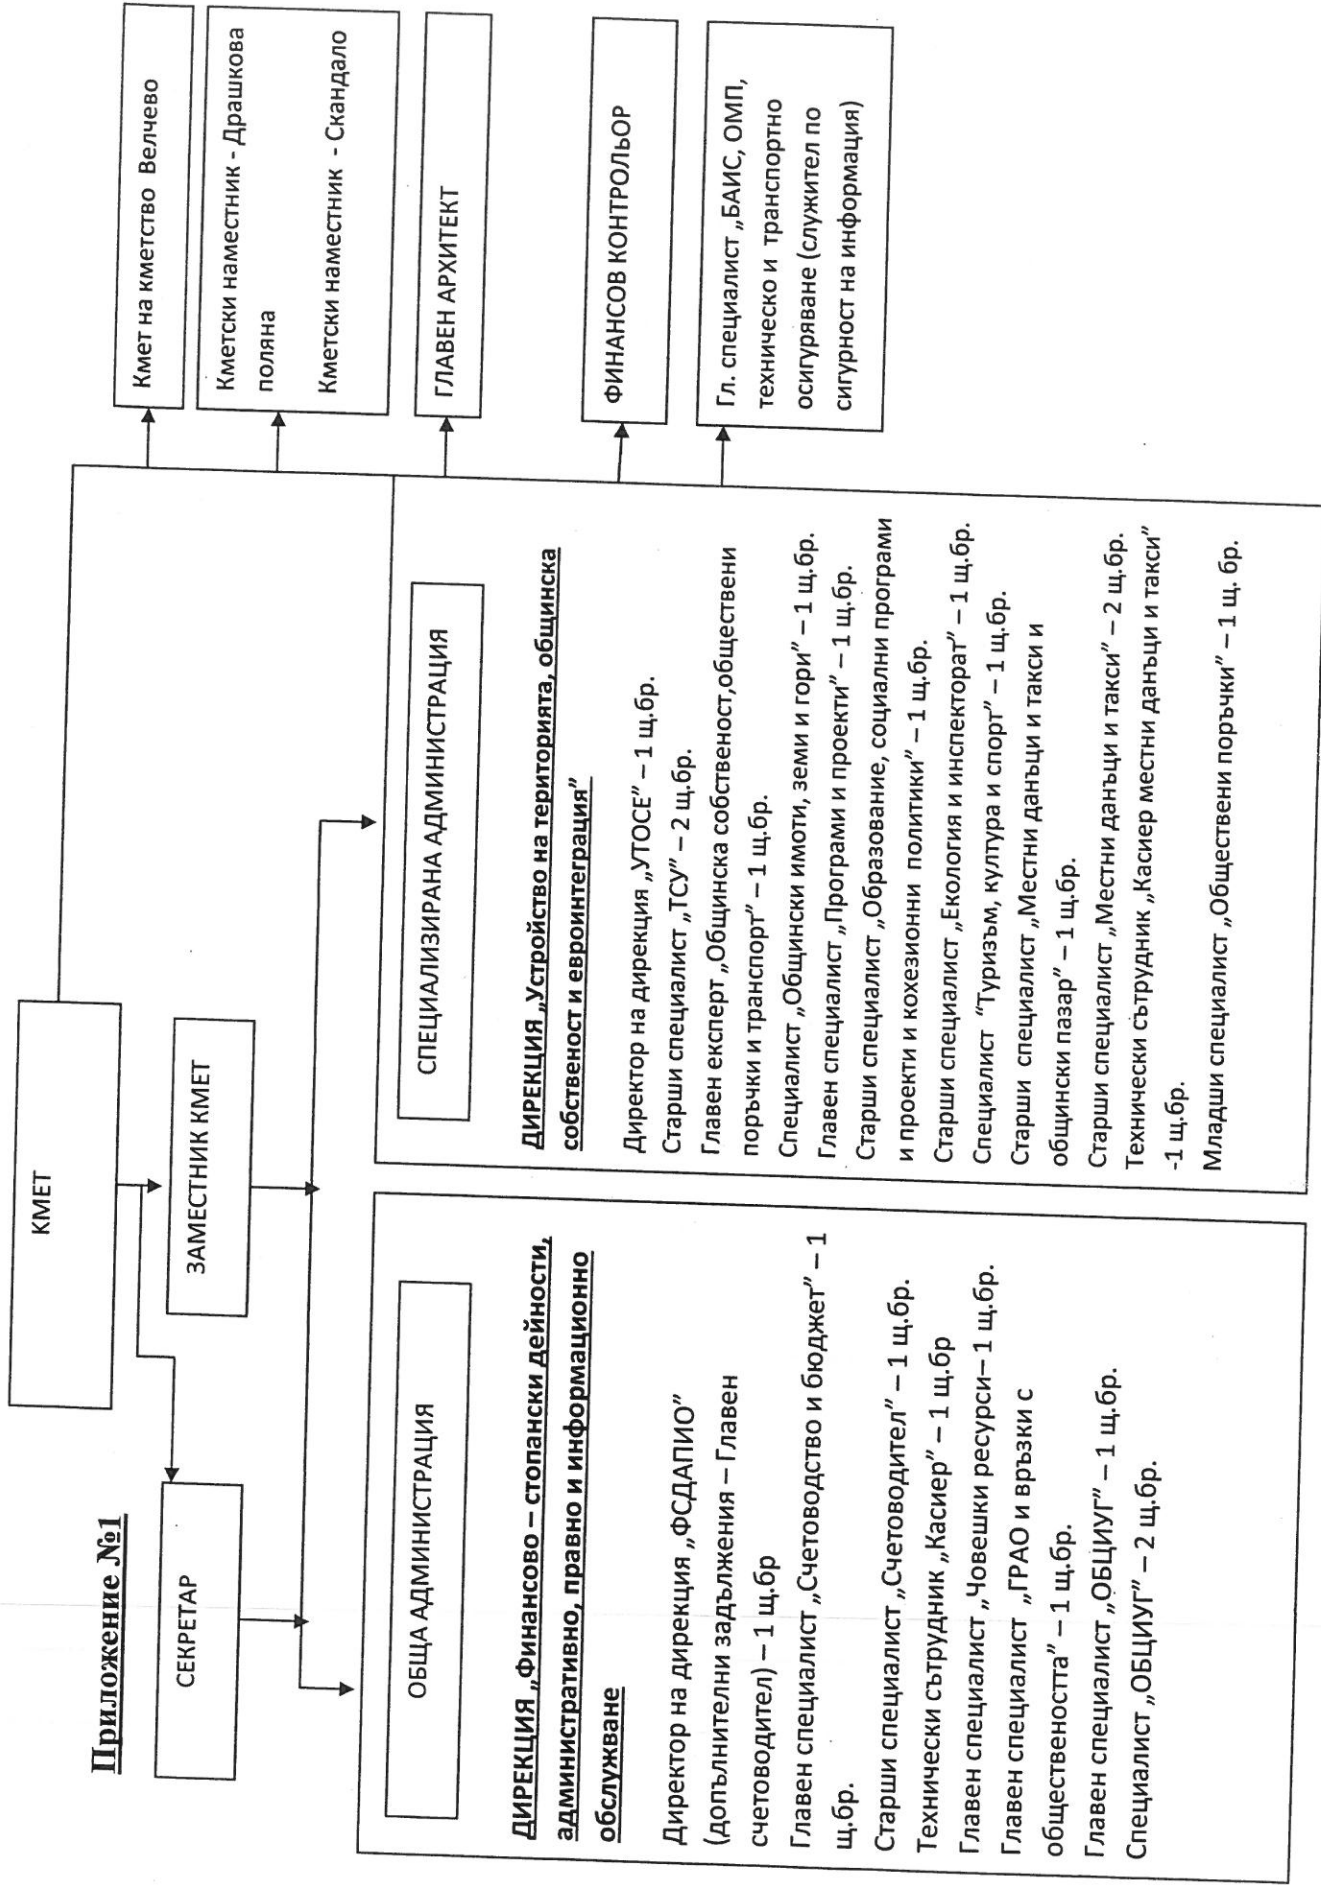 Приложение №1
КМЕТ
СЕКРЕТАР
ЗАМЕСТНИК КМЕТ
ОБЩА АДМИНИСТРАЦИЯ
ДИРЕКЦИЯ „Финансово – стопански дейности,
административно, правно и информационно
обслужване
Директор на дирекция „ФСДАПИО”
(допълнителни задължения – Главен
счетоводител) – 1 щ.бр
Главен специалист „Счетоводство и бюджет” – 1
щ.бр.
Старши специалист „Счетоводител” – 1 щ.бр.
Технически сътрудник „Касиер” – 1 щ.бр
Главен специалист „Човешки ресурси– 1 щ.бр.
Главен специалист „ГРАО и връзки с
обществеността” – 1 щ.бр.
Главен специалист „ОБЦИУГ” – 1 щ.бр.
Специалист „ОБЦИУГ” – 2 щ.бр.
СПЕЦИАЛИЗИРАНА АДМИНИСТРАЦИЯ
ДИРЕКЦИЯ „Устройство на територията, общинска
собственост и евроинтеграция”
Директор на дирекция „УТОСЕ” – 1 щ.бр.
Старши специалист „ТСУ” – 2 щ.бр.
Главен експерт „Общинска собственост,обществени
поръчки и транспорт” – 1 щ.бр.
Специалист „Общински имоти, земи и гори” – 1 щ.бр.
Главен специалист „Програми и проекти” – 1 щ.бр.
Старши специалист „Образование, социални програми
и проекти и кохезионни политики” – 1 щ.бр.
Старши специалист „Екология и инспекторат” – 1 щ.бр.
Специалист “Туризъм, култура и спорт” – 1 щ.бр.
Старши специалист „Местни данъци и такси и
общински пазар” – 1 щ.бр.
Старши специалист „Местни данъци и такси” – 2 щ.бр.
Технически сътрудник „Касиер местни данъци и такси”
-1 щ.бр.
Младши специалист „Обществени поръчки” – 1 щ. бр.
Кмет на кметство Велчево
Кметски наместник - Драшкова
поляна
Кметски наместник - Скандало
ГЛАВЕН АРХИТЕКТ
ФИНАНСОВ КОНТРОЛЬОР
Гл. специалист „БАИС, ОМП,
техническо и транспортно
осигуряване (служител по
сигурност на информация)